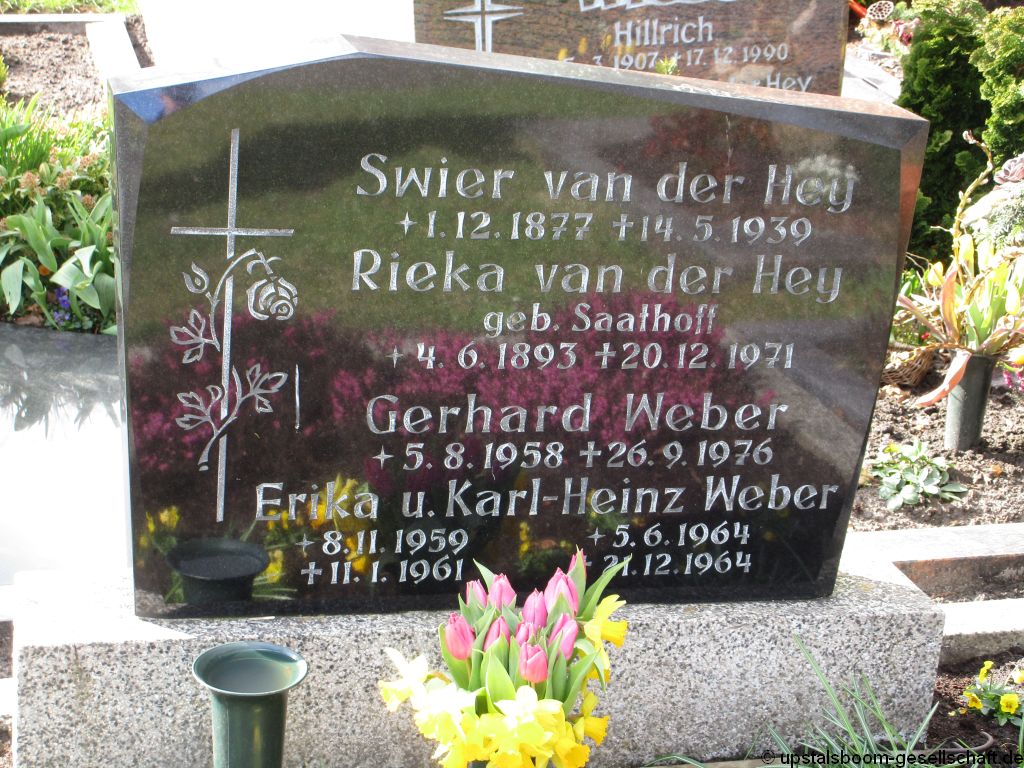 Hillrich
3. 1907 + 17. 12. 1990
Hey
Swier van der Hey
+ 1. 12. 1877 + 14. 5. 1939
Rieka van der Hey
geb. Saathoff
+ 4. 6. 1893 + 20. 12. 1971
Gerhard Weber
+ 5. 8. 1958 + 26. 9. 1976
Erika u. Karl-Heinz Weber
+ 8. 11. 1959 + 5. 6. 1964
+ 11. 1. 1961 + 21. 12. 1964
© upstalsboom-gesellschaft.de